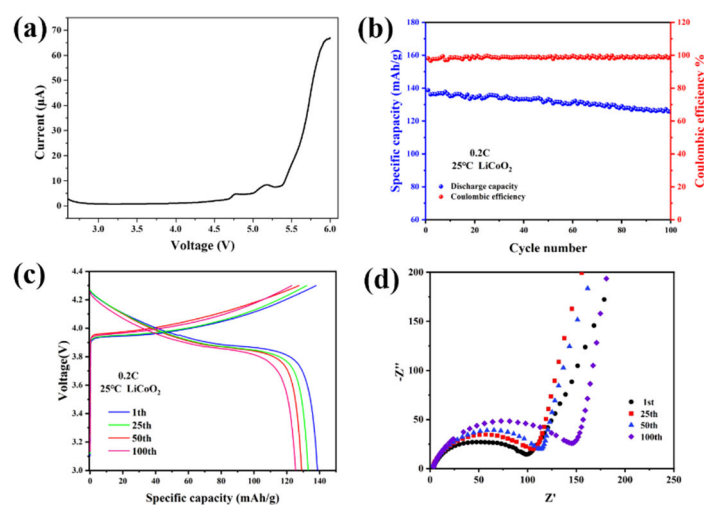 (a)
70
60
50
40
30
20
10
0
Current (μA)
3.0 3.5 4.0 4.5 5.0 5.5 6.0
Voltage (V)
(b)
180
160
140
120
100
80
60
Specific capacity (mAh/g)
120
100
80
60
40
20
0
Coulombic efficiency %
0.2C
25℃ LiCoO₂
Discharge capacity
Coulombic efficiency
0 20 40 60 80 100
Cycle number
(c)
4.4
4.2
4.0
3.8
3.6
3.4
3.2
3.0
Voltage(V)
0.2C
25℃ LiCoO₂
1th
25th
50th
100th
0 20 40 60 80 100 120 140
Specific capacity (mAh/g)
(d)
200
150
100
50
0
-Z''
1st
25th
50th
100th
0 50 100 150 200 250
Z'